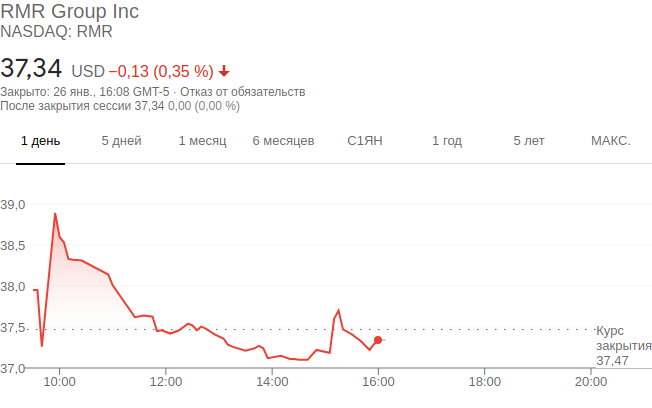 RMR Group Inc
NASDAQ: RMR
37,34 USD −0,13 (0,35 %)
Закрыто: 26 янв., 16:08 GMT-5 · Отказ от обязательств
После закрытия сессии 37,34 0,00 (0,00 %)
1 день 5 дней 1 месяц 6 месяцев С1ЯН 1 год 5 лет МАКС.
39,0
38,5
38,0
37,5
Курс
закрытия
37,47
37,0
10:00 12:00 14:00 16:00 18:00 20:00